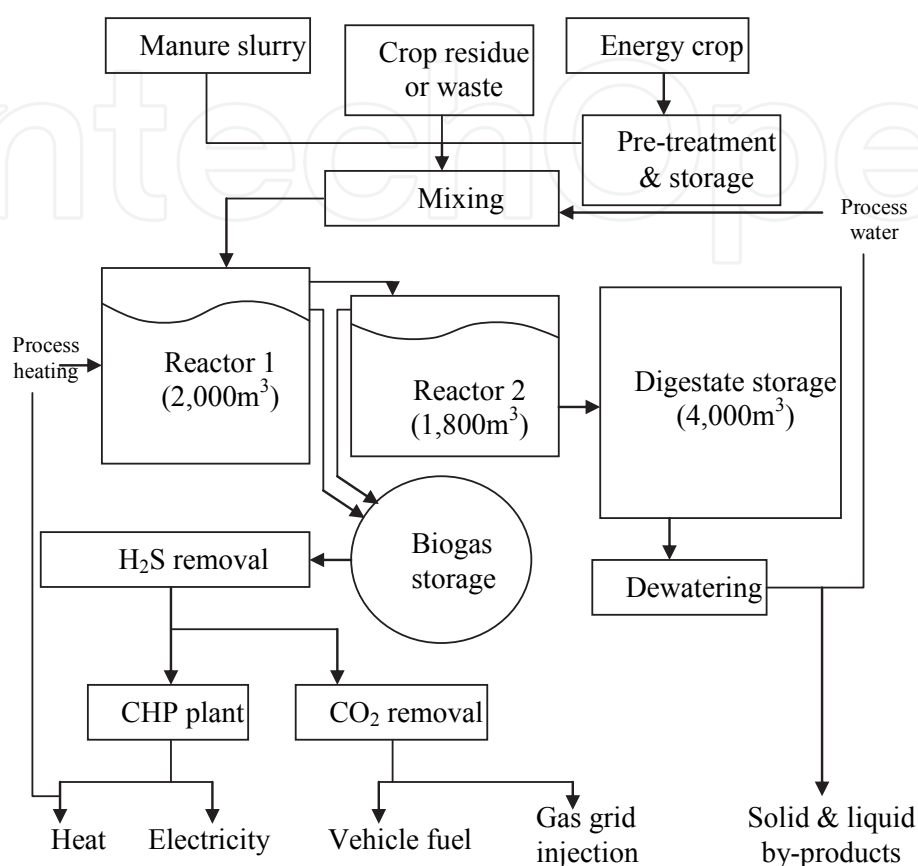 Manure slurry
Crop residue
or waste
Energy crop
Pre-treatment
& storage
Mixing
Process
water
Process
heating
Reactor 1
(2,000m³)
Reactor 2
(1,800m³)
Digestate storage
(4,000m³)
Biogas
storage
H₂S removal
Dewatering
CHP plant
CO₂ removal
Heat
Electricity
Vehicle fuel
Gas grid
injection
Solid & liquid
by-products
ntechOpe